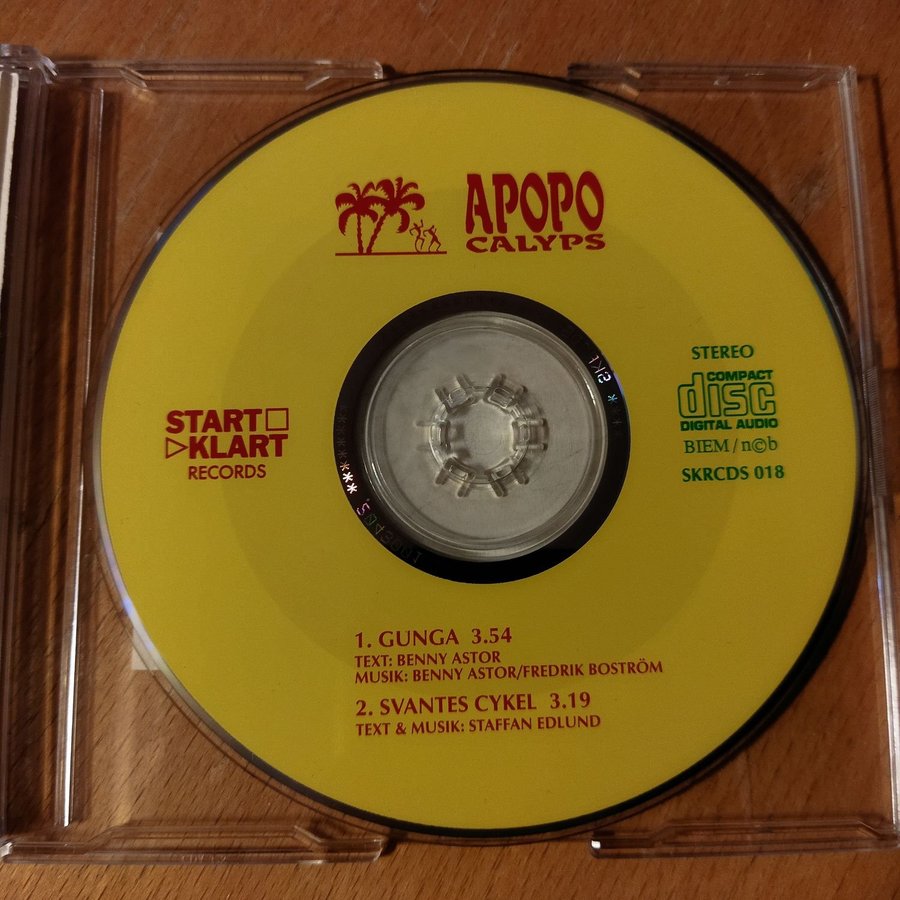 APOPO
CALYPS
START
KLART
RECORDS
STEREO
COMPACT
disc
DIGITAL AUDIO
BIEM / n©b
SKRCDS 018
1. GUNGA 3.54
TEXT: BENNY ASTOR
MUSIK: BENNY ASTOR/FREDRIK BOSTRÖM
2. SVANTES CYKEL 3.19
TEXT & MUSIK: STAFFAN EDLUND